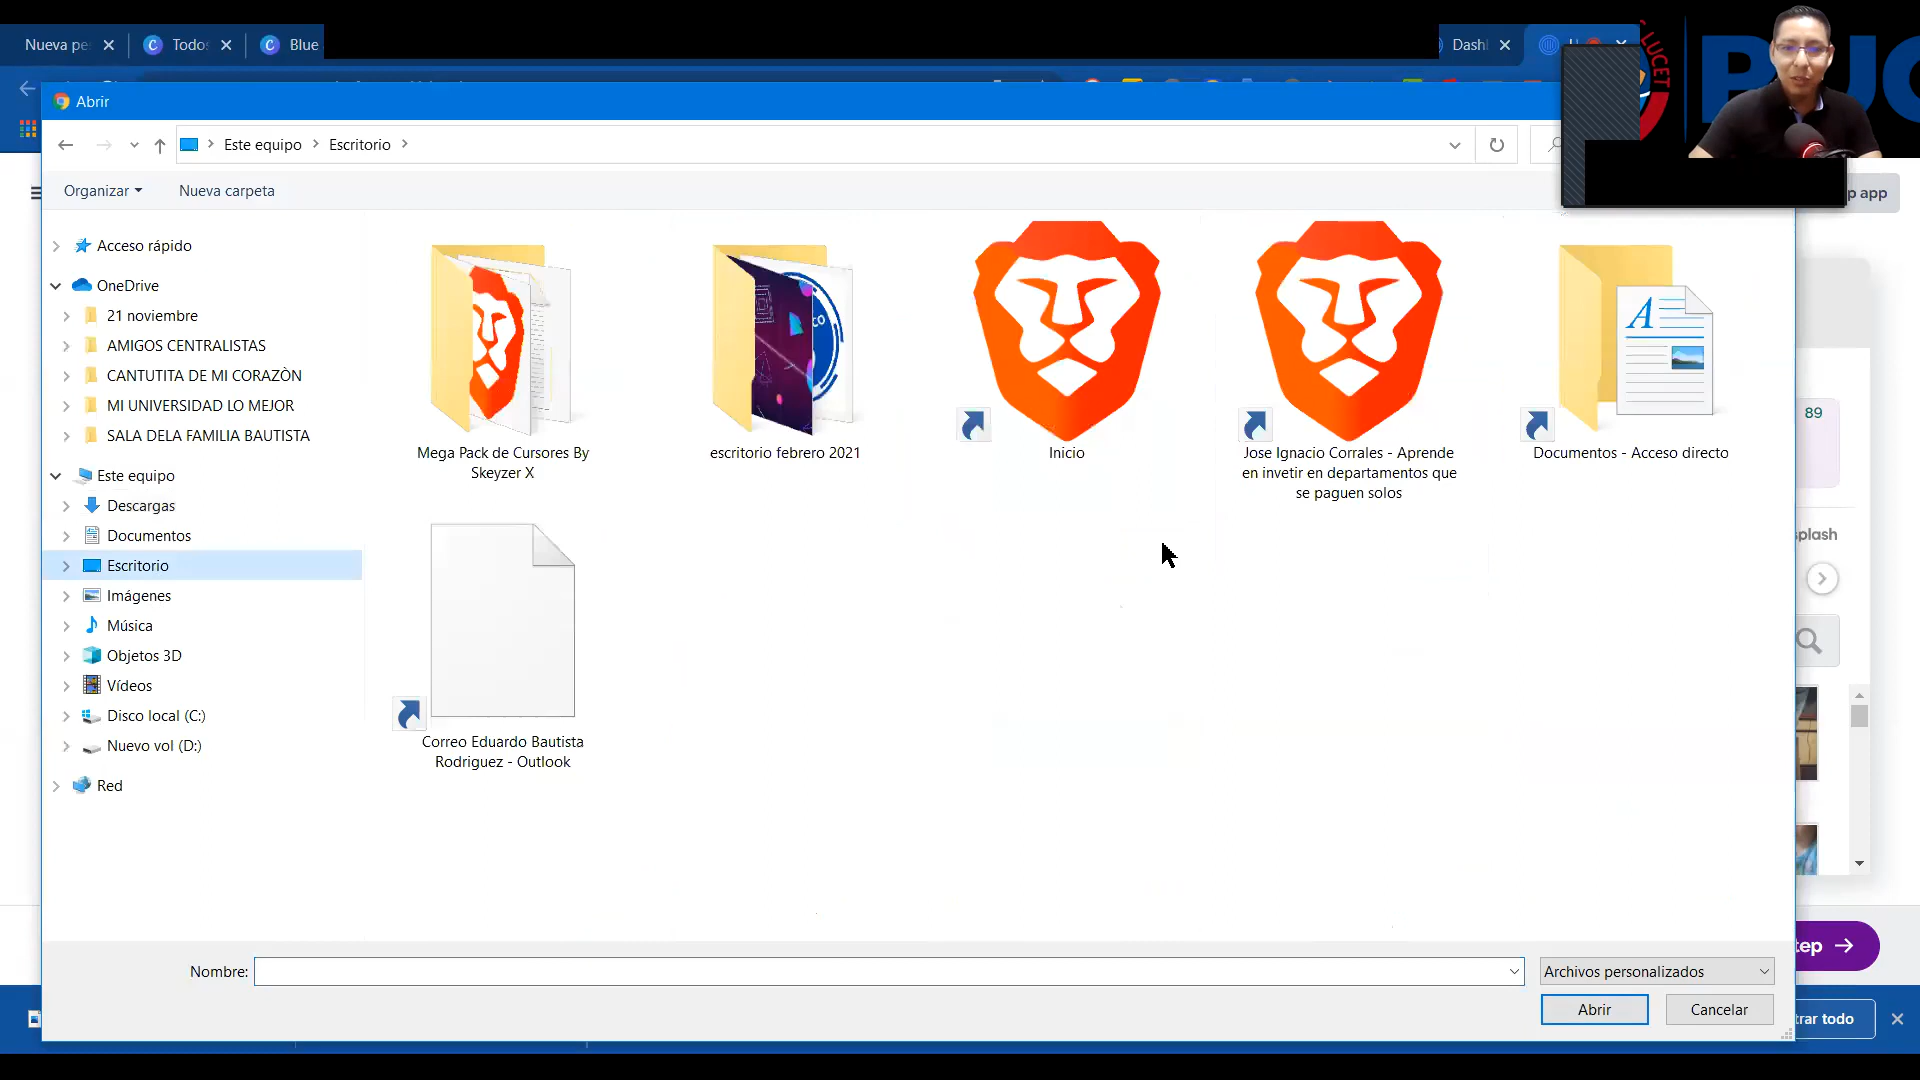 Nueva pe
Todo
Blue
Dash
LUCET
PUC
Abrir
Este equipo
Escritorio
Organizar
Nueva carpeta
p app
Acceso rápido
OneDrive
21 noviembre
AMIGOS CENTRALISTAS
CANTUTITA DE MI CORAZÒN
MI UNIVERSIDAD LO MEJOR
SALA DELA FAMILIA BAUTISTA
Este equipo
Descargas
Documentos
Escritorio
Imágenes
Música
Objetos 3D
Vídeos
Disco local (C:)
Nuevo vol (D:)
Red
Mega Pack de Cursores By
Skeyzer X
escritorio febrero 2021
Inicio
Jose Ignacio Corrales - Aprende
en invetir en departamentos que
se paguen solos
Documentos - Acceso directo
Correo Eduardo Bautista
Rodriguez - Outlook
89
plash
tep
Nombre:
Archivos personalizados
Abrir
Cancelar
trar todo